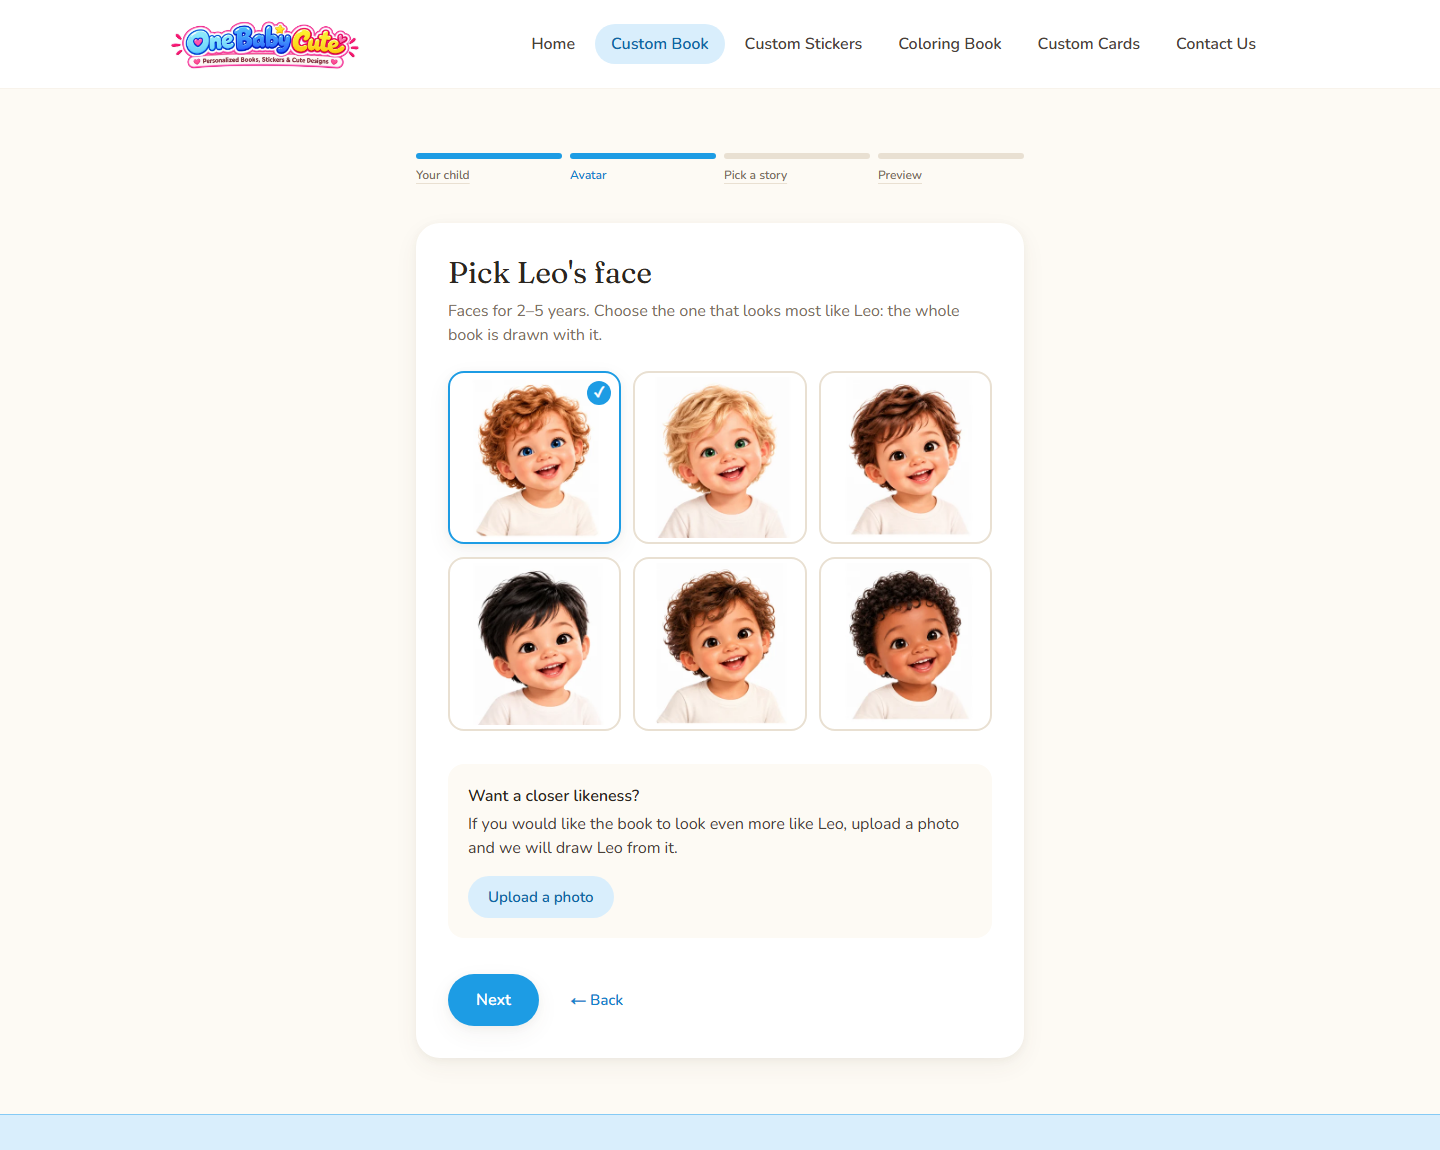 OneBabyCute
Personalized Books, Stickers & Cute Designs
Home
Custom Book
Custom Stickers
Coloring Book
Custom Cards
Contact Us
Your child
Avatar
Pick a story
Preview
Pick Leo's face
Faces for 2–5 years. Choose the one that looks most like Leo: the whole
book is drawn with it.
Want a closer likeness?
If you would like the book to look even more like Leo, upload a photo
and we will draw Leo from it.
Upload a photo
Next
← Back